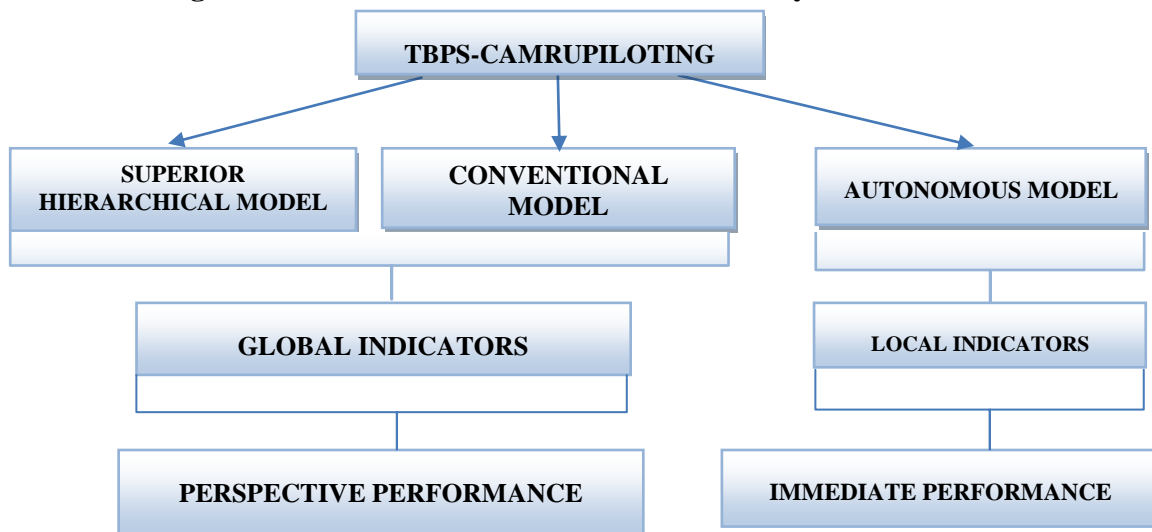 TBPS-CAMRUPILOTING
SUPERIOR
HIERARCHICAL MODEL
CONVENTIONAL
MODEL
AUTONOMOUS MODEL
GLOBAL INDICATORS
LOCAL INDICATORS
PERSPECTIVE PERFORMANCE
IMMEDIATE PERFORMANCE